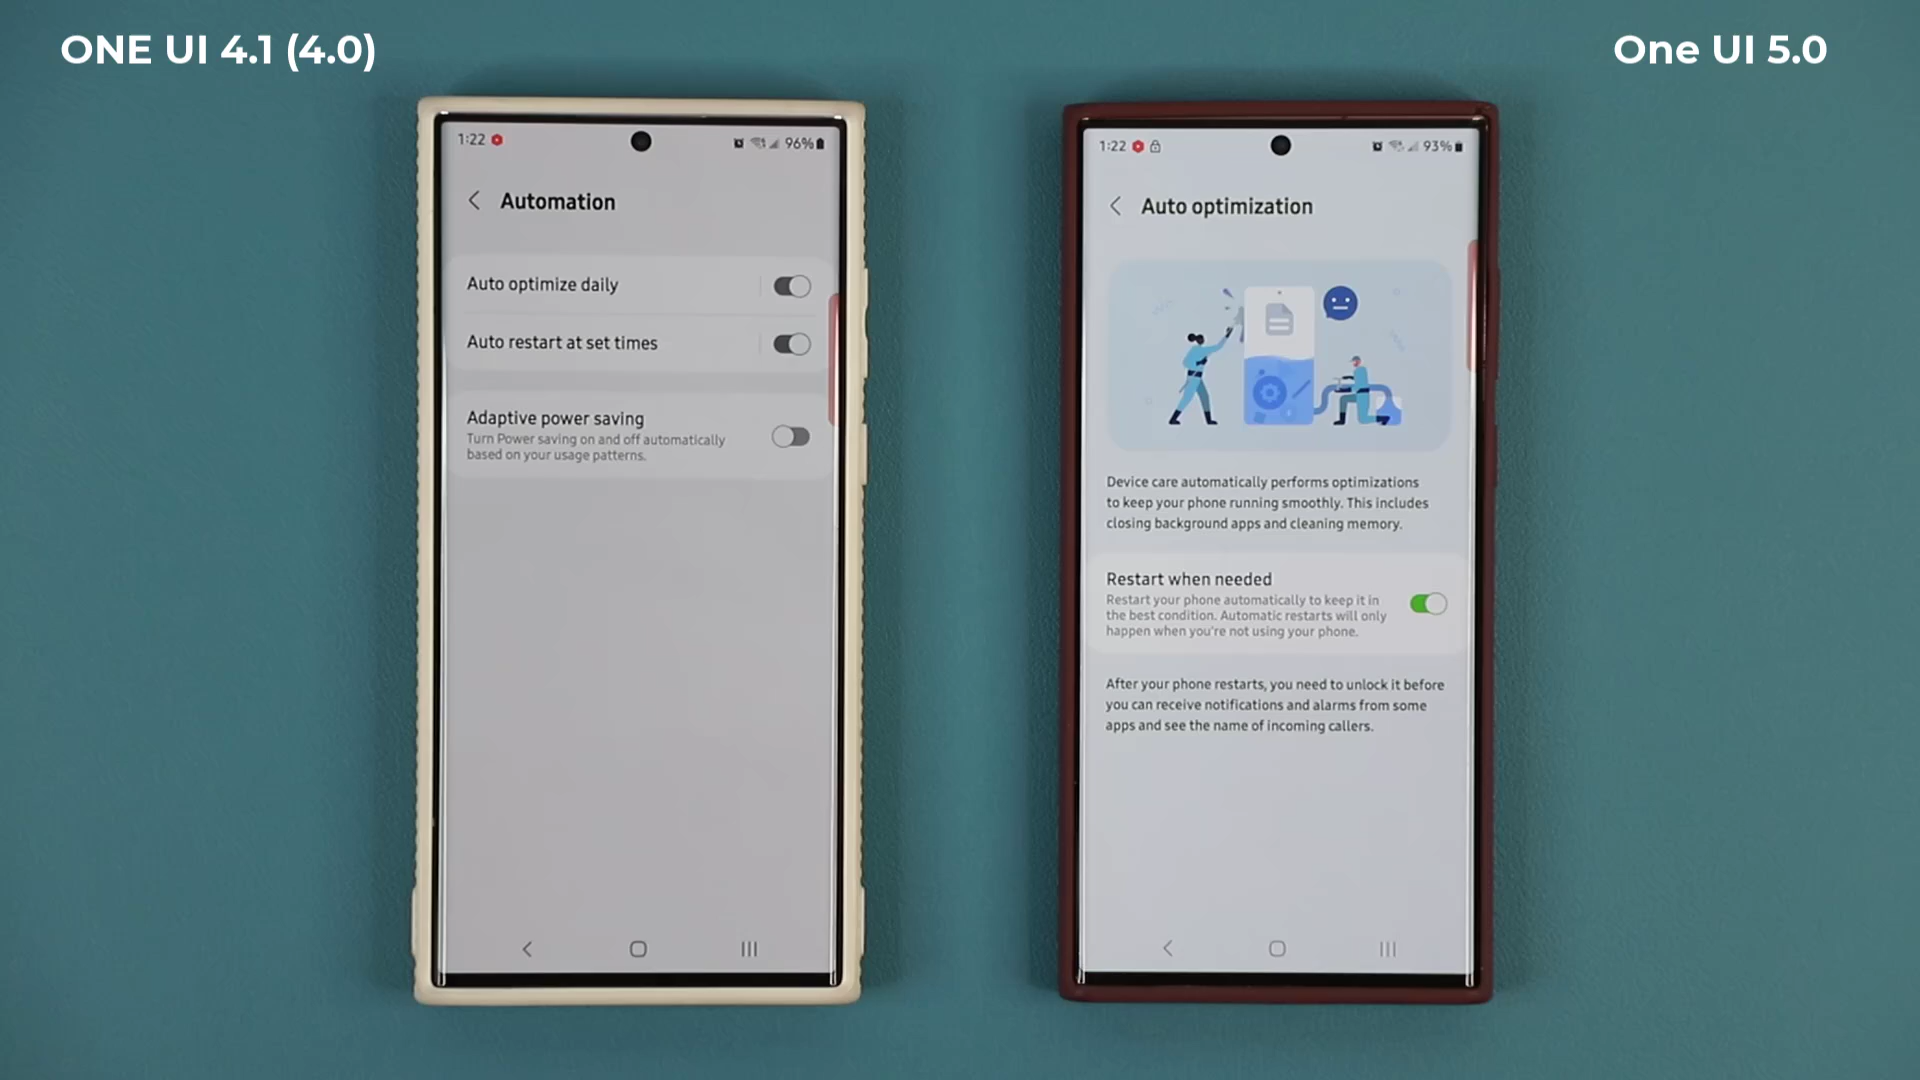 ONE UI 4.1 (4.0)
One UI 5.0
1:22
96%
Automation
Auto optimize daily
Auto restart at set times
Adaptive power saving
Turn Power saving on and off automatically
based on your usage patterns.
1:22
93%
Auto optimization
Device care automatically performs optimizations
to keep your phone running smoothly. This includes
closing background apps and cleaning memory.
Restart when needed
Restart your phone automatically to keep it in
the best condition. Automatic restarts will only
happen when you're not using your phone.
After your phone restarts, you need to unlock it before
you can receive notifications and alarms from some
apps and see the name of incoming callers.